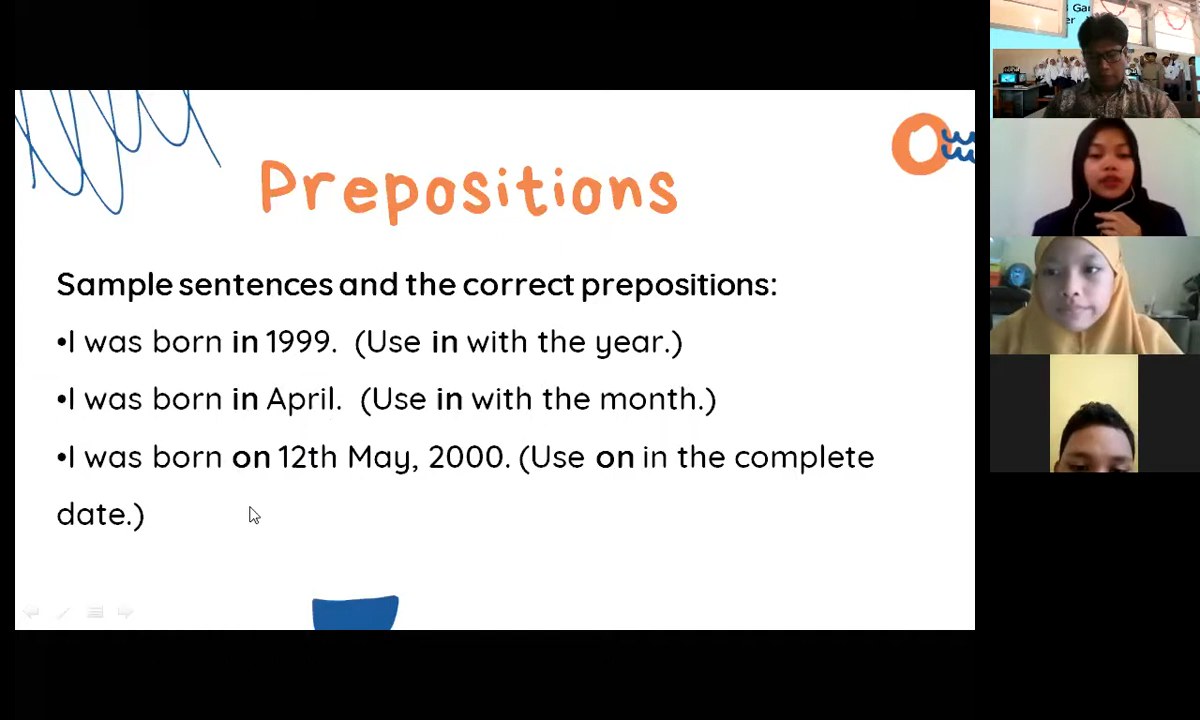 Prepositions
Sample sentences and the correct prepositions:
•I was born in 1999. (Use in with the year.)
•I was born in April. (Use in with the month.)
•I was born on 12th May, 2000. (Use on in the complete
date.)